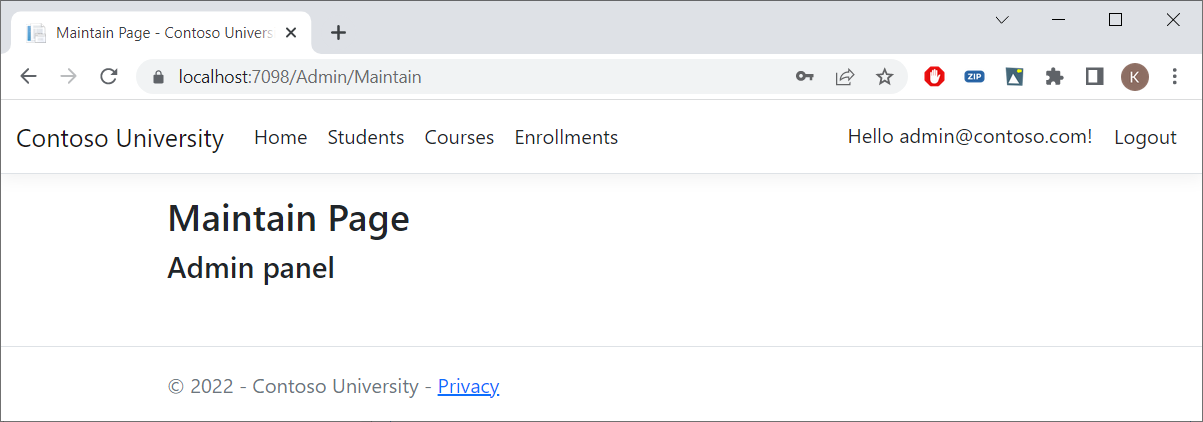 Maintain Page - Contoso Univers
localhost:7098/Admin/Maintain
ZIP
K
Contoso University Home Students Courses Enrollments Hello admin@contoso.com! Logout
Maintain Page
Admin panel
© 2022 - Contoso University - Privacy